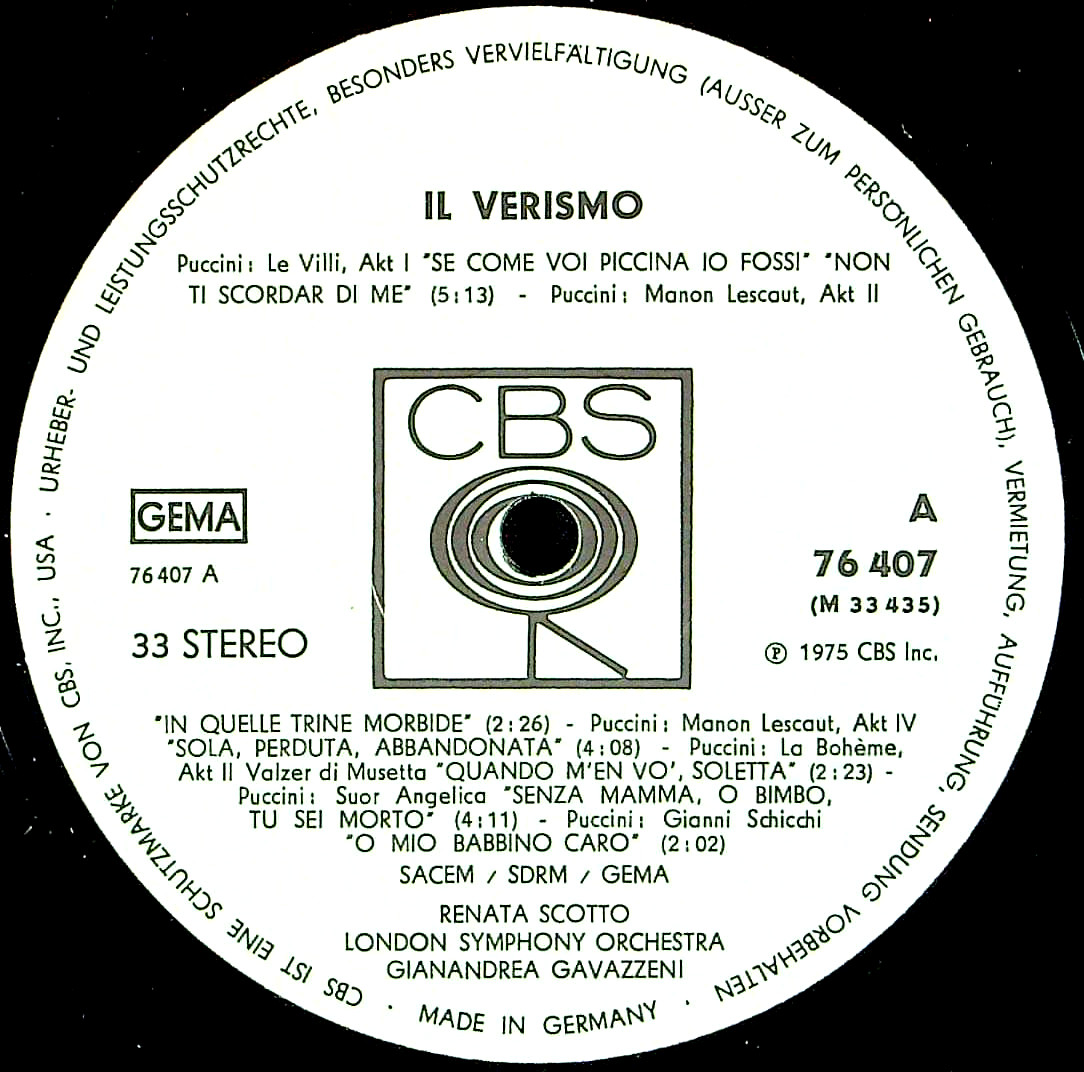 URHEBER- UND LEISTUNGSSCHUTZRECHTE, BESONDERS VERVIELFÄLTIGUNG (AUSSER ZUM PERSÖNLICHEN GEBRAUCH), VERMIETUNG, AUFFÜHRUNG, SENDUNG VORBEHALTEN ·
IL VERISMO
Puccini: Le Villi, Akt I "SE COME VOI PICCINA IO FOSSI" "NON
TI SCORDAR DI ME" (5:13) - Puccini: Manon Lescaut, Akt II
CBS
GEMA
76 407 A
33 STEREO
A
76 407
(M 33 435)
℗ 1975 CBS Inc.
"IN QUELLE TRINE MORBIDE" (2:26) - Puccini: Manon Lescaut, Akt IV
"SOLA, PERDUTA, ABBANDONATA" (4:08) - Puccini: La Bohème,
Akt II Valzer di Musetta "QUANDO M'EN VO', SOLETTA" (2:23) -
Puccini: Suor Angelica "SENZA MAMMA, O BIMBO,
TU SEI MORTO" (4:11) - Puccini: Gianni Schicchi
"O MIO BABBINO CARO" (2:02)
SACEM / SDRM / GEMA
RENATA SCOTTO
LONDON SYMPHONY ORCHESTRA
GIANANDREA GAVAZZENI
MADE IN GERMANY ·
CBS IST EINE SCHUTZMARKE VON CBS, INC., USA ·